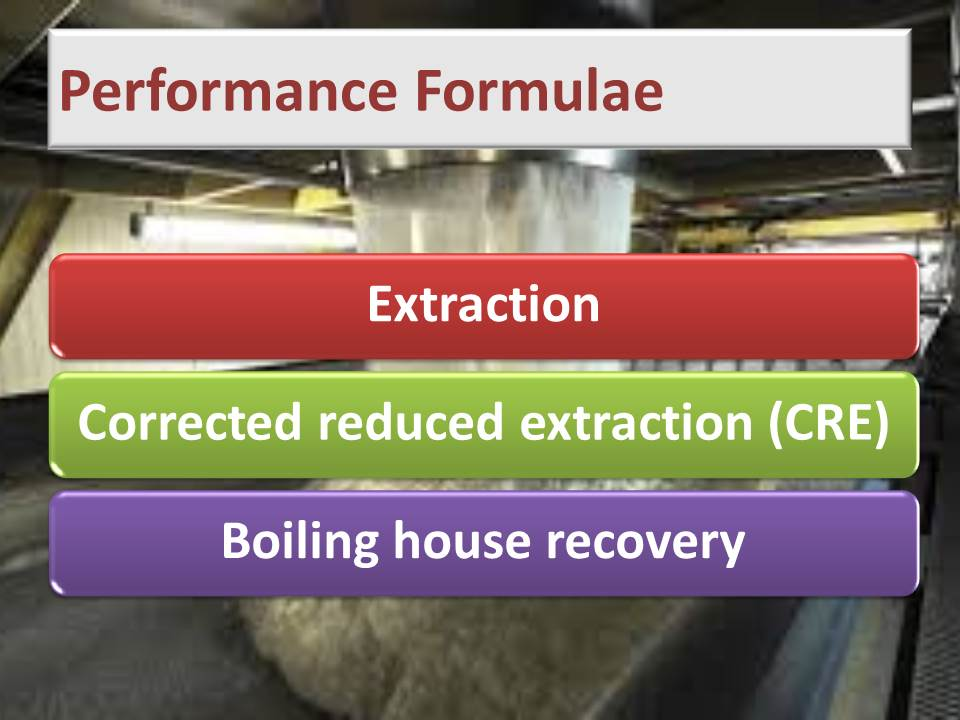 Performance Formulae
Extraction
Corrected reduced extraction (CRE)
Boiling house recovery